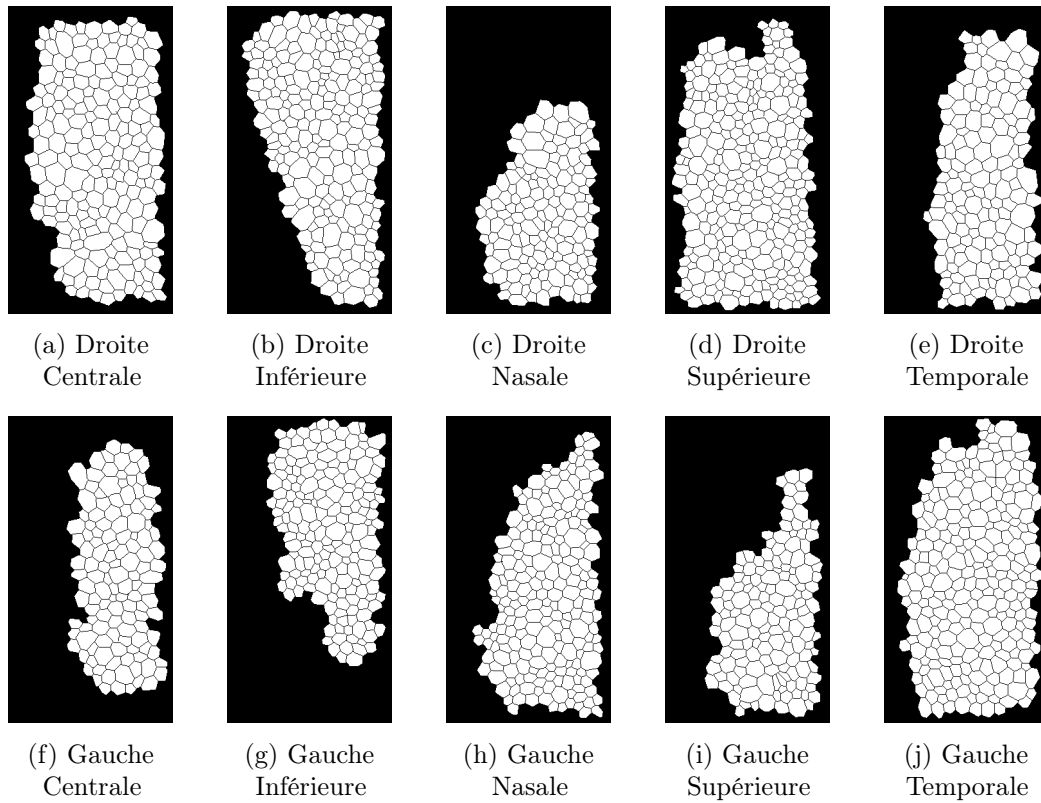 (a) Droite
Centrale
(b) Droite
Inférieure
(c) Droite
Nasale
(d) Droite
Supérieure
(e) Droite
Temporale
(f) Gauche
Centrale
(g) Gauche
Inférieure
(h) Gauche
Nasale
(i) Gauche
Supérieure
(j) Gauche
Temporale